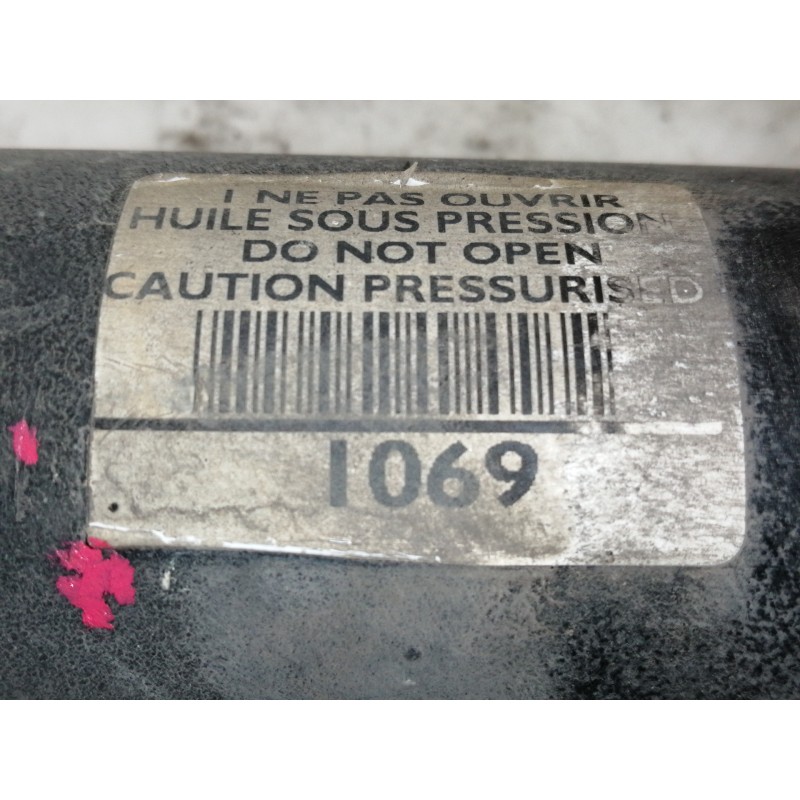 I NE PAS OUVRIR
HUILE SOUS PRESSION
DO NOT OPEN
CAUTION PRESSURISED
1069